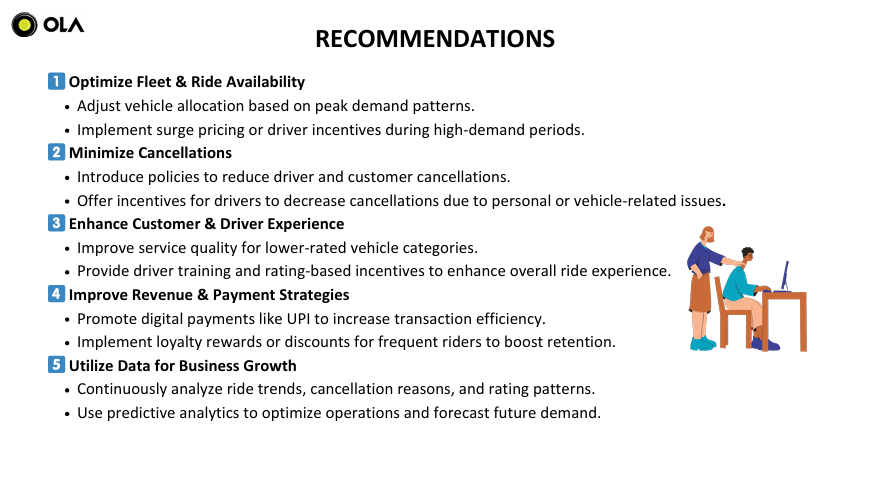 OLA
RECOMMENDATIONS
1 Optimize Fleet & Ride Availability
• Adjust vehicle allocation based on peak demand patterns.
• Implement surge pricing or driver incentives during high-demand periods.
2 Minimize Cancellations
• Introduce policies to reduce driver and customer cancellations.
• Offer incentives for drivers to decrease cancellations due to personal or vehicle-related issues.
3 Enhance Customer & Driver Experience
• Improve service quality for lower-rated vehicle categories.
• Provide driver training and rating-based incentives to enhance overall ride experience.
4 Improve Revenue & Payment Strategies
• Promote digital payments like UPI to increase transaction efficiency.
• Implement loyalty rewards or discounts for frequent riders to boost retention.
5 Utilize Data for Business Growth
• Continuously analyze ride trends, cancellation reasons, and rating patterns.
• Use predictive analytics to optimize operations and forecast future demand.